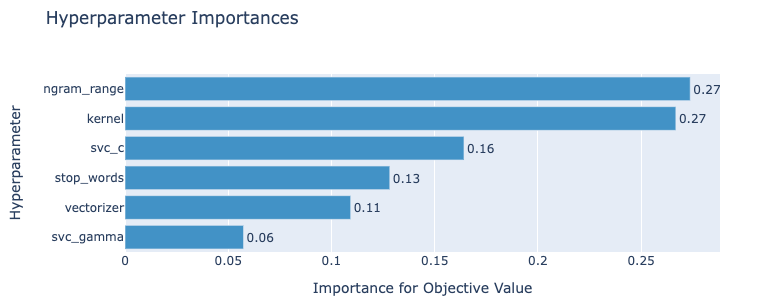 Hyperparameter Importances
Hyperparameter
ngram_range 0.27
kernel 0.27
svc_c 0.16
stop_words 0.13
vectorizer 0.11
svc_gamma 0.06
0 0.05 0.1 0.15 0.2 0.25
Importance for Objective Value